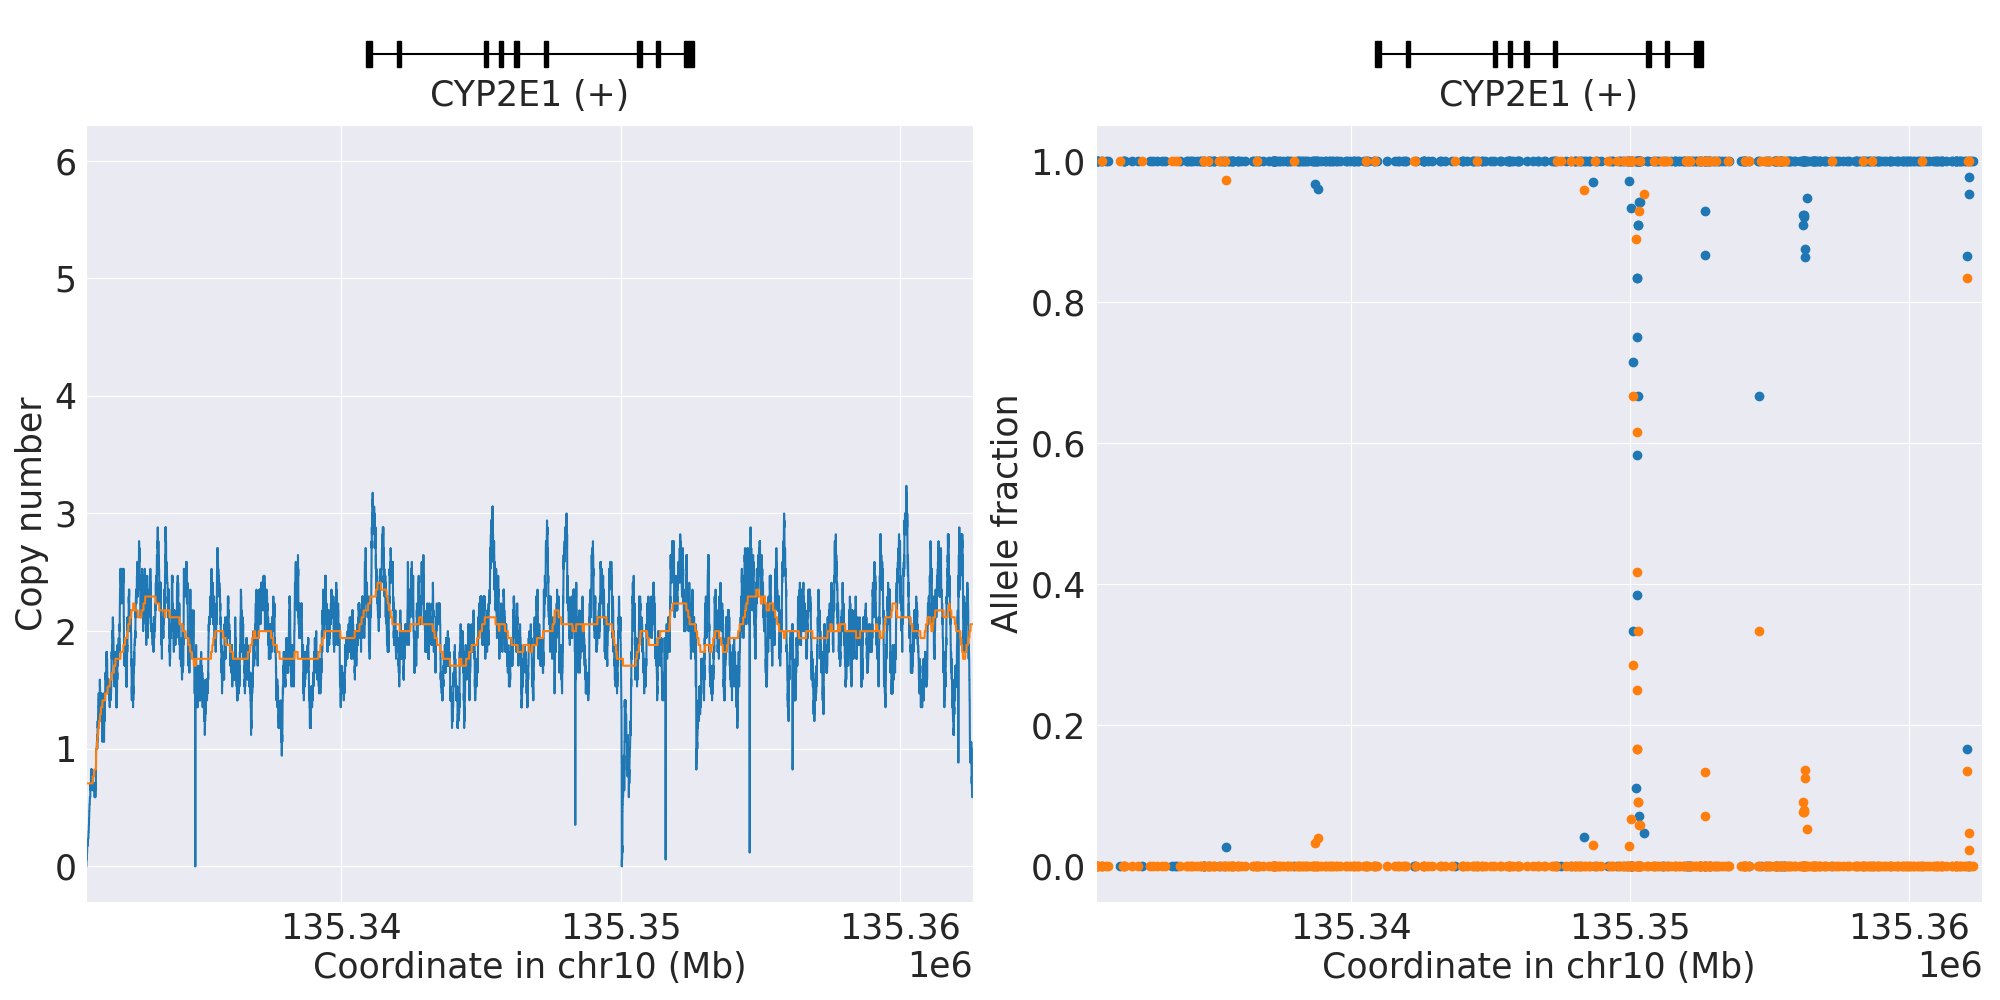 CYP2E1 (+)
CYP2E1 (+)
Copy number
6
5
4
3
2
1
0
135.34
135.35
135.36
Coordinate in chr10 (Mb)
1e6
Allele fraction
1.0
0.8
0.6
0.4
0.2
0.0
135.34
135.35
135.36
Coordinate in chr10 (Mb)
1e6